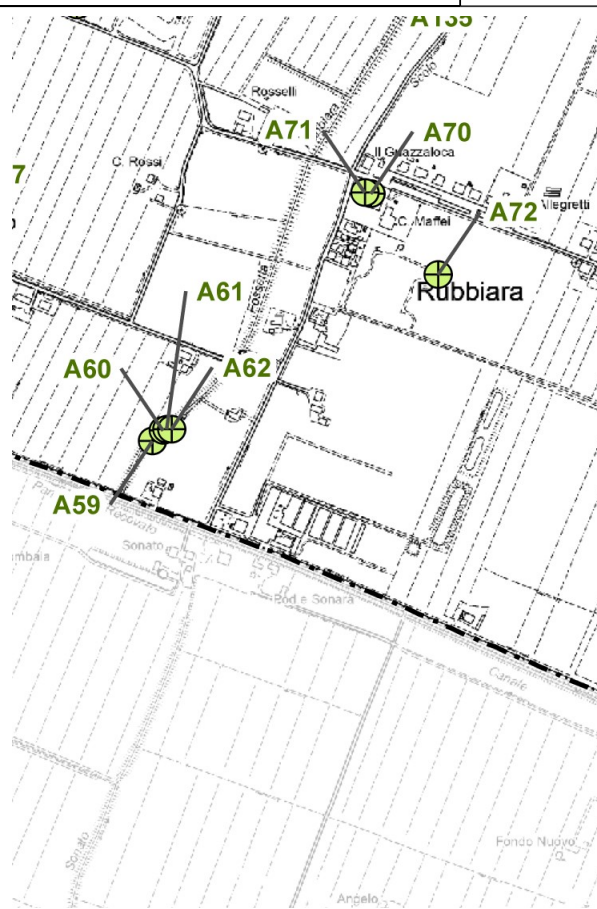 A135
Scolo
Rosselli
A71
A70
Il Guazzaloca
C. Rossi
7
Allegretti
A72
C. Maffei
Rubbiara
A61
A60
A62
A59
Sonato
Canale
Fondo Nuovo
Angelo